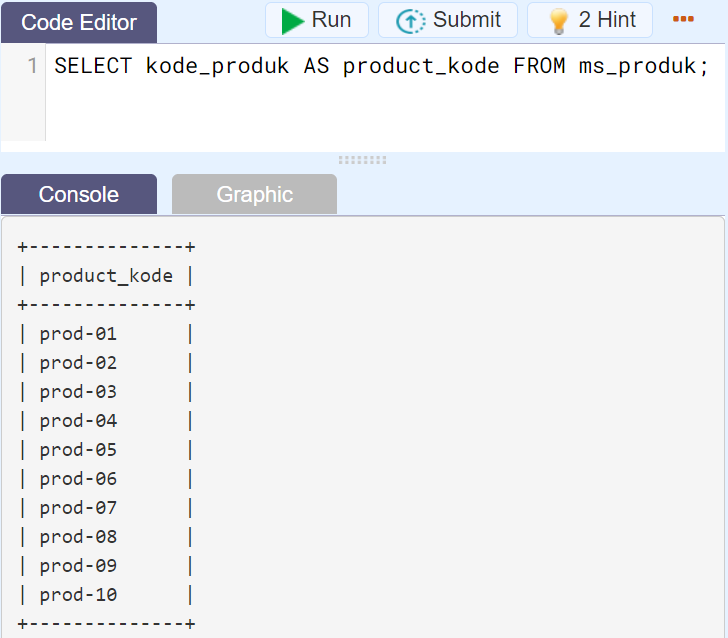 Code Editor
Run
Submit
2 Hint
1
SELECT kode_produk AS product_kode FROM ms_produk;
Console
Graphic
+--------------+
| product_kode |
+--------------+
| prod-01      |
| prod-02      |
| prod-03      |
| prod-04      |
| prod-05      |
| prod-06      |
| prod-07      |
| prod-08      |
| prod-09      |
| prod-10      |
+--------------+